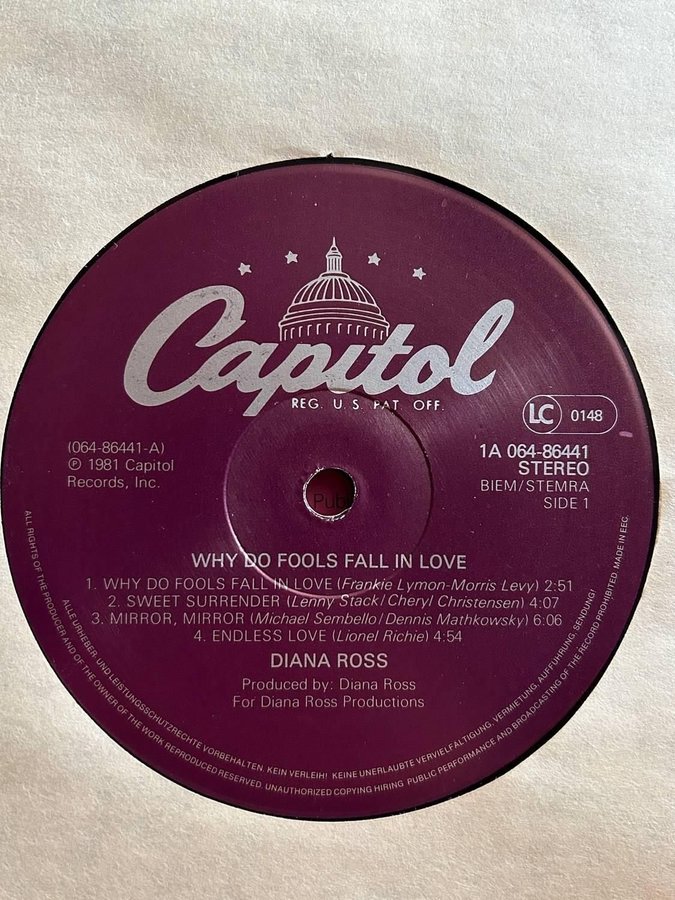 Capitol
REG. U.S. PAT. OFF.
LC 0148
(064-86441-A)
℗ 1981 Capitol
Records, Inc.
1A 064-86441
STEREO
BIEM/STEMRA
SIDE 1
Pub
WHY DO FOOLS FALL IN LOVE
1. WHY DO FOOLS FALL IN LOVE (Frankie Lymon-Morris Levy) 2:51
2. SWEET SURRENDER (Lenny Stack/Cheryl Christensen) 4:07
3. MIRROR, MIRROR (Michael Sembello/Dennis Mathkowsky) 6:06
4. ENDLESS LOVE (Lionel Richie) 4:54
DIANA ROSS
Produced by: Diana Ross
For Diana Ross Productions
ALLE URHEBER- UND LEISTUNGSSCHUTZRECHTE VORBEHALTEN. KEIN VERLEIH! KEINE UNERLAUBTE VERVIELFÄLTIGUNG, VERMIETUNG, AUFFÜHRUNG, SENDUNG!
ALL RIGHTS OF THE PRODUCER AND OF THE OWNER OF THE WORK REPRODUCED RESERVED. UNAUTHORIZED COPYING HIRING PUBLIC PERFORMANCE AND BROADCASTING OF THE RECORD PROHIBITED. MADE IN EEC.